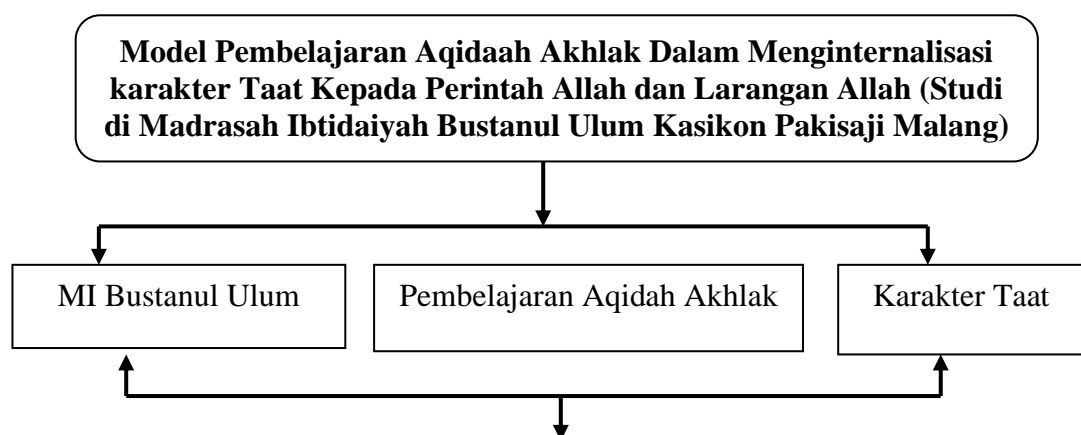 Model Pembelajaran Aqidaah Akhlak Dalam Menginternalisasi
karakter Taat Kepada Perintah Allah dan Larangan Allah (Studi
di Madrasah Ibtidaiyah Bustanul Ulum Kasikon Pakisaji Malang)
MI Bustanul Ulum
Pembelajaran Aqidah Akhlak
Karakter Taat